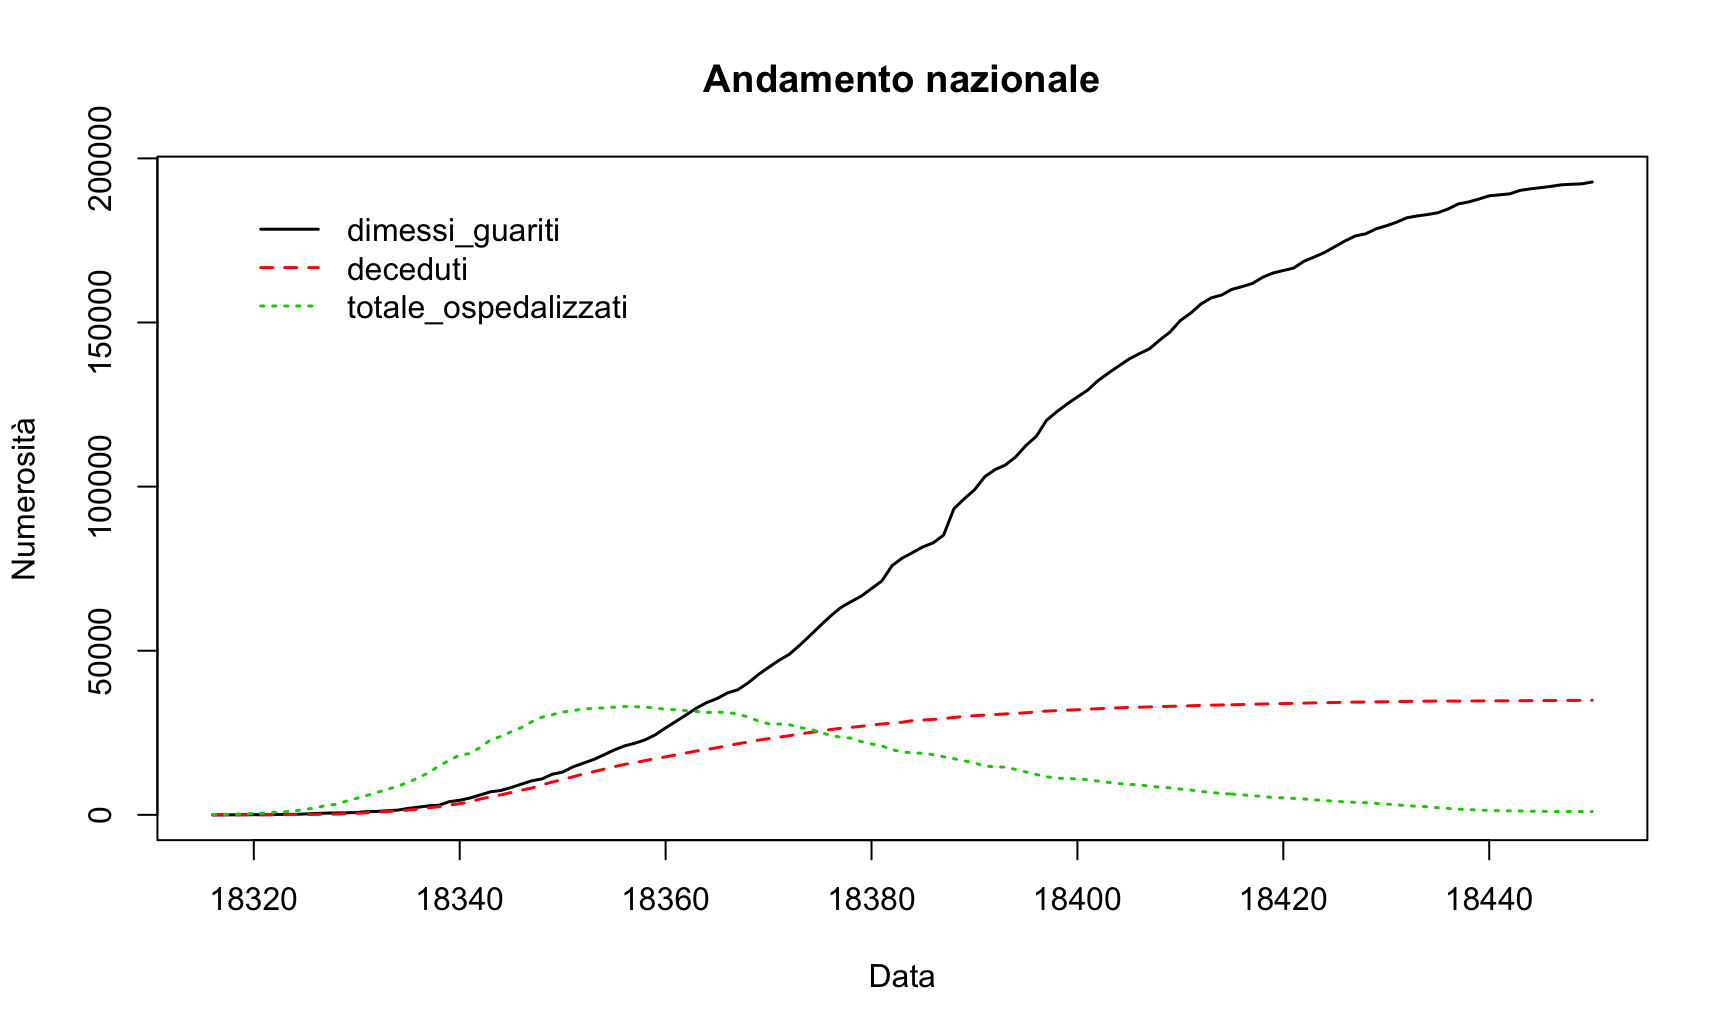 Andamento nazionale
dimessi_guariti
deceduti
totale_ospedalizzati
Numerosità
200000
150000
100000
50000
0
18320 18340 18360 18380 18400 18420 18440
Data